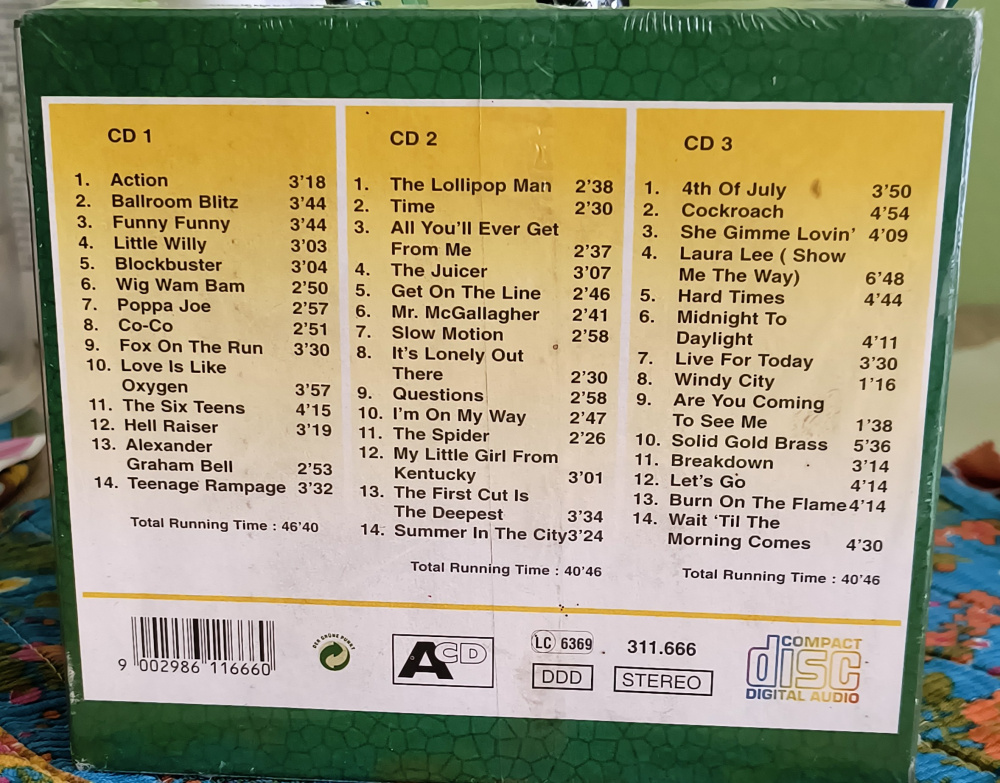 CD 1
1. Action 3'18
2. Ballroom Blitz 3'44
3. Funny Funny 3'44
4. Little Willy 3'03
5. Blockbuster 3'04
6. Wig Wam Bam 2'50
7. Poppa Joe 2'57
8. Co-Co 2'51
9. Fox On The Run 3'30
10. Love Is Like
Oxygen 3'57
11. The Six Teens 4'15
12. Hell Raiser 3'19
13. Alexander
Graham Bell 2'53
14. Teenage Rampage 3'32
Total Running Time : 46'40
CD 2
1. The Lollipop Man 2'38
2. Time 2'30
3. All You'll Ever Get
From Me 2'37
4. The Juicer 3'07
5. Get On The Line 2'46
6. Mr. McGallagher 2'41
7. Slow Motion 2'58
8. It's Lonely Out
There 2'30
9. Questions 2'58
10. I'm On My Way 2'47
11. The Spider 2'26
12. My Little Girl From
Kentucky 3'01
13. The First Cut Is
The Deepest 3'34
14. Summer In The City 3'24
Total Running Time : 40'46
CD 3
1. 4th Of July 3'50
2. Cockroach 4'54
3. She Gimme Lovin' 4'09
4. Laura Lee ( Show
Me The Way) 6'48
5. Hard Times 4'44
6. Midnight To
Daylight 4'11
7. Live For Today 3'30
8. Windy City 1'16
9. Are You Coming
To See Me 1'38
10. Solid Gold Brass 5'36
11. Breakdown 3'14
12. Let's Go 4'14
13. Burn On The Flame 4'14
14. Wait 'Til The
Morning Comes 4'30
Total Running Time : 40'46
9 002986 116660
DER GRÜNE PUNKT
ACD
LC 6369
DDD
311.666
STEREO
COMPACT
disc
DIGITAL AUDIO